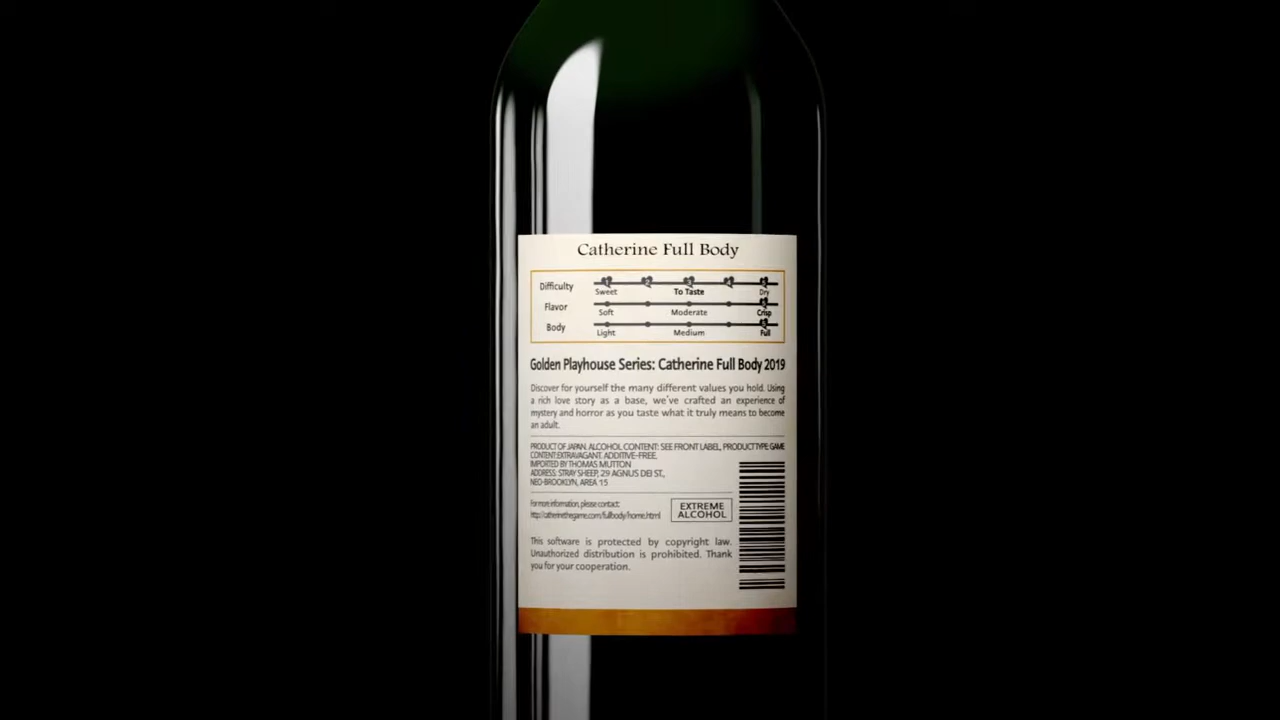 Catherine Full Body
Difficulty
Sweet To Taste Dry
Flavor
Soft Moderate Crisp
Body
Light Medium Full
Golden Playhouse Series: Catherine Full Body 2019
Discover for yourself the many different values you hold. Using
a rich love story as a base, we've crafted an experience of
mystery and horror as you taste what it truly means to become
an adult.
PRODUCT OF JAPAN. ALCOHOL CONTENT: SEE FRONT LABEL, PRODUCT TYPE: GAME
CONTENT:EXTRAVAGANT. ADDITIVE-FREE.
IMPORTED BY THOMAS MUTTON
ADDRESS: STRAY SHEEP, 29 AGNUS DEI ST.,
NEO-BROOKLYN, AREA 15
For more information, please contact:
http://catherinethegame.com/fullbody/home.html
EXTREME
ALCOHOL
This software is protected by copyright law.
Unauthorized distribution is prohibited. Thank
you for your cooperation.